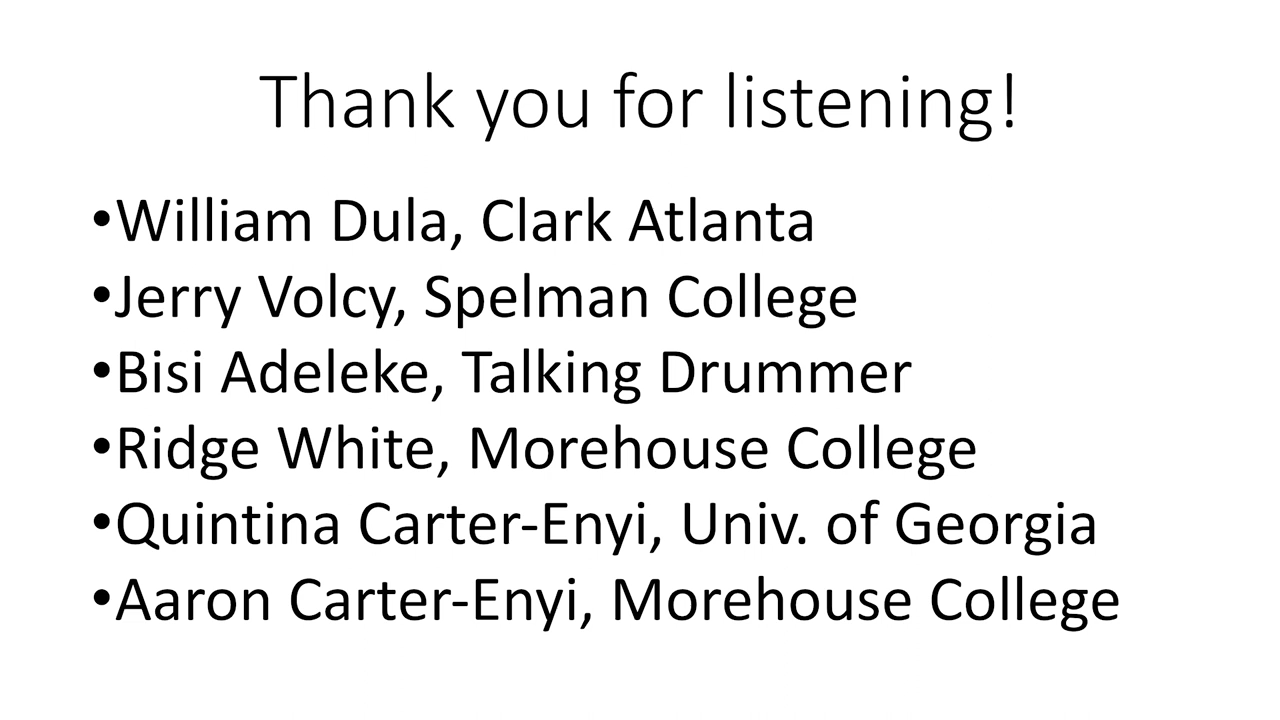 Thank you for listening!
•William Dula, Clark Atlanta
•Jerry Volcy, Spelman College
•Bisi Adeleke, Talking Drummer
•Ridge White, Morehouse College
•Quintina Carter-Enyi, Univ. of Georgia
•Aaron Carter-Enyi, Morehouse College